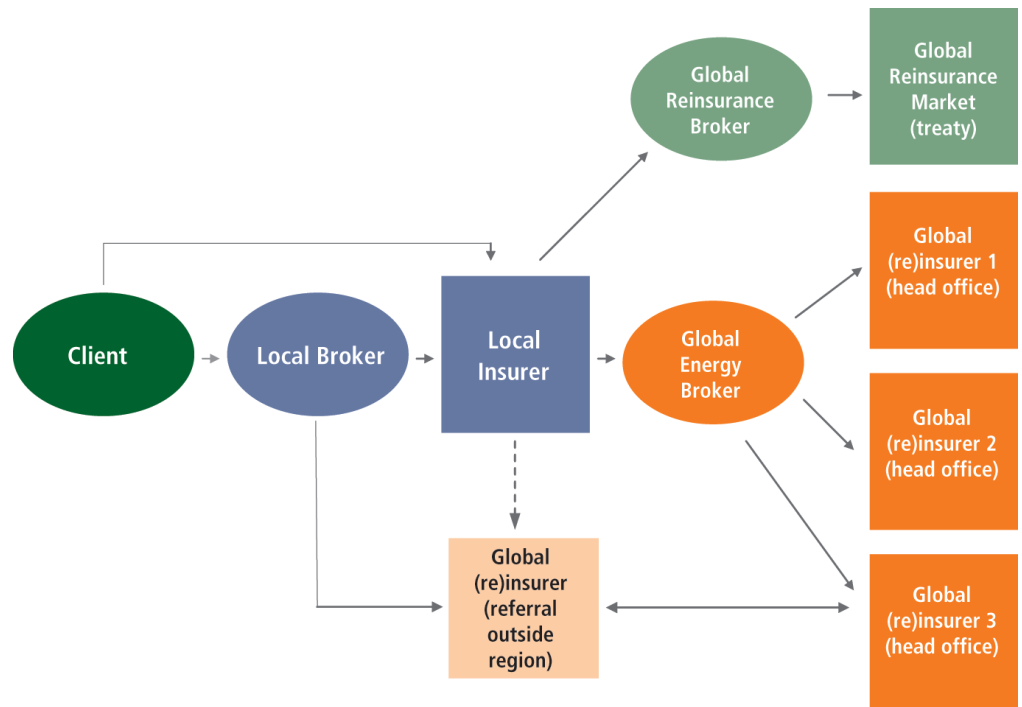 Client
Local Broker
Local
Insurer
Global
Reinsurance
Broker
Global
Reinsurance
Market
(treaty)
Global
Energy
Broker
Global
(re)insurer 1
(head office)
Global
(re)insurer 2
(head office)
Global
(re)insurer 3
(head office)
Global
(re)insurer
(referral
outside
region)